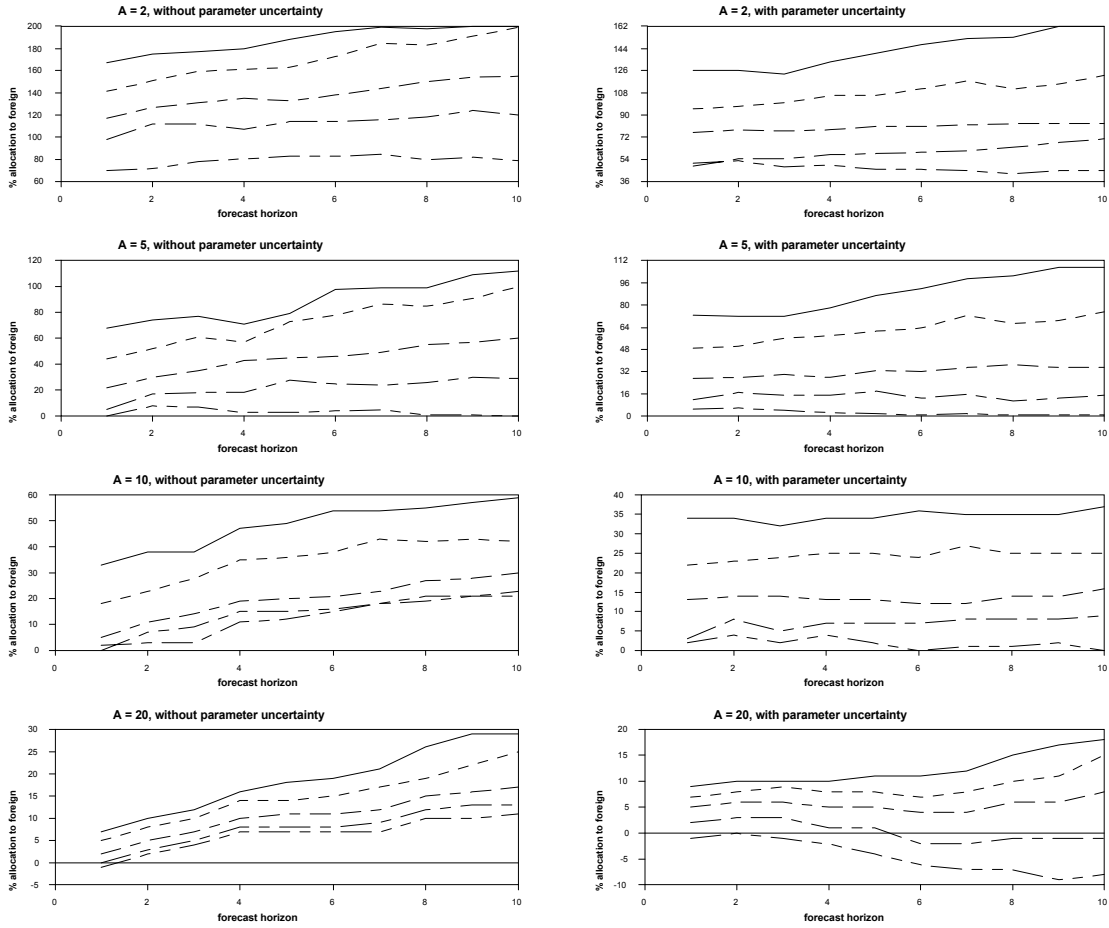 A = 2, without parameter uncertainty
% allocation to foreign
200
180
160
140
120
100
80
60
0 2 4 6 8 10
forecast horizon
A = 2, with parameter uncertainty
% allocation to foreign
162
144
126
108
90
72
54
36
0 2 4 6 8 10
forecast horizon
A = 5, without parameter uncertainty
% allocation to foreign
120
100
80
60
40
20
0
0 2 4 6 8 10
forecast horizon
A = 5, with parameter uncertainty
% allocation to foreign
112
96
80
64
48
32
16
0
0 2 4 6 8 10
forecast horizon
A = 10, without parameter uncertainty
% allocation to foreign
60
50
40
30
20
10
0
0 2 4 6 8 10
forecast horizon
A = 10, with parameter uncertainty
% allocation to foreign
40
35
30
25
20
15
10
5
0
0 2 4 6 8 10
forecast horizon
A = 20, without parameter uncertainty
% allocation to foreign
30
25
20
15
10
5
0
-5
0 2 4 6 8 10
forecast horizon
A = 20, with parameter uncertainty
% allocation to foreign
20
15
10
5
0
-5
-10
0 2 4 6 8 10
forecast horizon